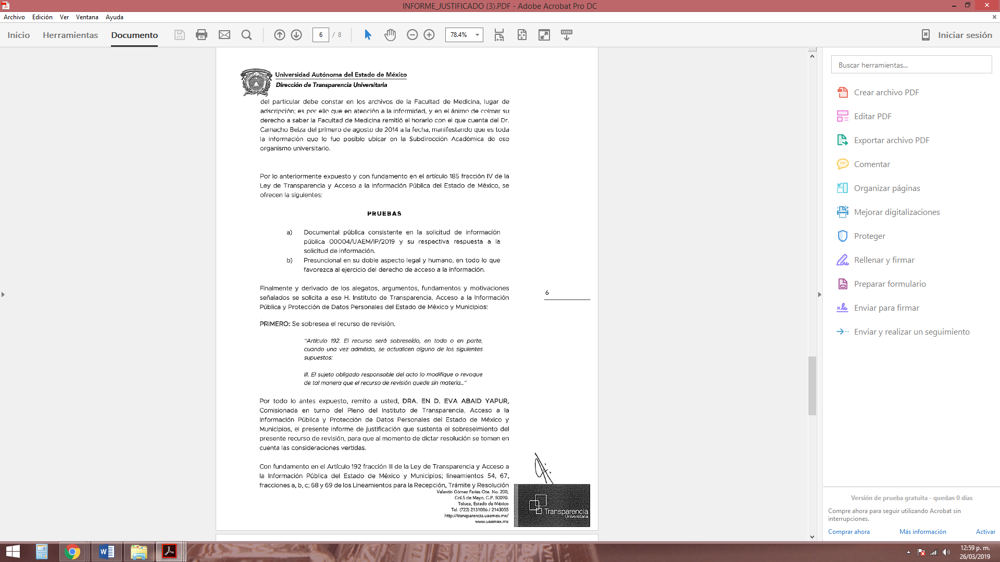 INFORME_JUSTIFICADO (3).PDF - Adobe Acrobat Pro DC
Archivo Edición Ver Ventana Ayuda
Inicio Herramientas Documento 6 / 8 78.4% Iniciar sesión
Universidad Autónoma del Estado de México
Dirección de Transparencia Universitaria
del particular debe constar en los archivos de la Facultad de Medicina, lugar de
adscripción; es por ello que en atención a la informidad, y en el ánimo de colmar su
derecho a saber la Facultad de Medicina remitió el horario con el que cuenta del Dr.
Camacho Beiza del primero de agosto de 2014 a la fecha, manifestando que es toda
la información que le fue posible ubicar en la Subdirección Académica de ese
organismo universitario.
Por lo anteriormente expuesto y con fundamento en el artículo 185 fracción IV de la
Ley de Transparencia y Acceso a la Información Pública del Estado de México, se
ofrecen la siguientes:
PRUEBAS
a) Documental pública consistente en la solicitud de información
pública 00004/UAEM/IP/2019 y su respectiva respuesta a la
solicitud de información.
b) Presuncional en su doble aspecto legal y humano, en todo lo que
favorezca al ejercicio del derecho de acceso a la información.
Finalmente y derivado de los alegatos, argumentos, fundamentos y motivaciones
señalados se solicita a ese H. Instituto de Transparencia, Acceso a la Información
Pública y Protección de Datos Personales del Estado de México y Municipios:
6
PRIMERO: Se sobresea el recurso de revisión.
"Artículo 192. El recurso será sobreseído, en todo o en parte,
cuando una vez admitido, se actualicen alguno de los siguientes
supuestos:
III. El sujeto obligado responsable del acto lo modifique o revoque
de tal manera que el recurso de revisión quede sin materia..."
Por todo lo antes expuesto, remito a usted, DRA. EN D. EVA ABAID YAPUR,
Comisionada en turno del Pleno del Instituto de Transparencia, Acceso a la
Información Pública y Protección de Datos Personales del Estado de México y
Municipios, el presente informe de justificación que sustenta el sobreseimiento del
presente recurso de revisión, para que al momento de dictar resolución se tomen en
cuenta las consideraciones vertidas.
Con fundamento en el Artículo 192 fracción III de la Ley de Transparencia y Acceso a
la Información Pública del Estado de México y Municipios; lineamientos 54, 67,
fracciones a, b, c; 68 y 69 de los Lineamientos para la Recepción, Trámite y Resolución
Valentín Gómez Farías Ote. No. 200,
Col.5 de Mayo. C.P. 50090.
Toluca, Estado de México
Tel. (722) 2131086 / 2143055
http://transparencia.uaemex.mx/
www.uaemex.mx
Transparencia
Universitaria
Buscar herramientas...
Crear archivo PDF
Editar PDF
Exportar archivo PDF
Comentar
Organizar páginas
Mejorar digitalizaciones
Proteger
Rellenar y firmar
Preparar formulario
Enviar para firmar
Enviar y realizar un seguimiento
Versión de prueba gratuita - quedan 0 días
Compre ahora para seguir utilizando Acrobat sin
interrupciones.
Comprar ahora Más información Activar
12:59 p. m.
26/03/2019